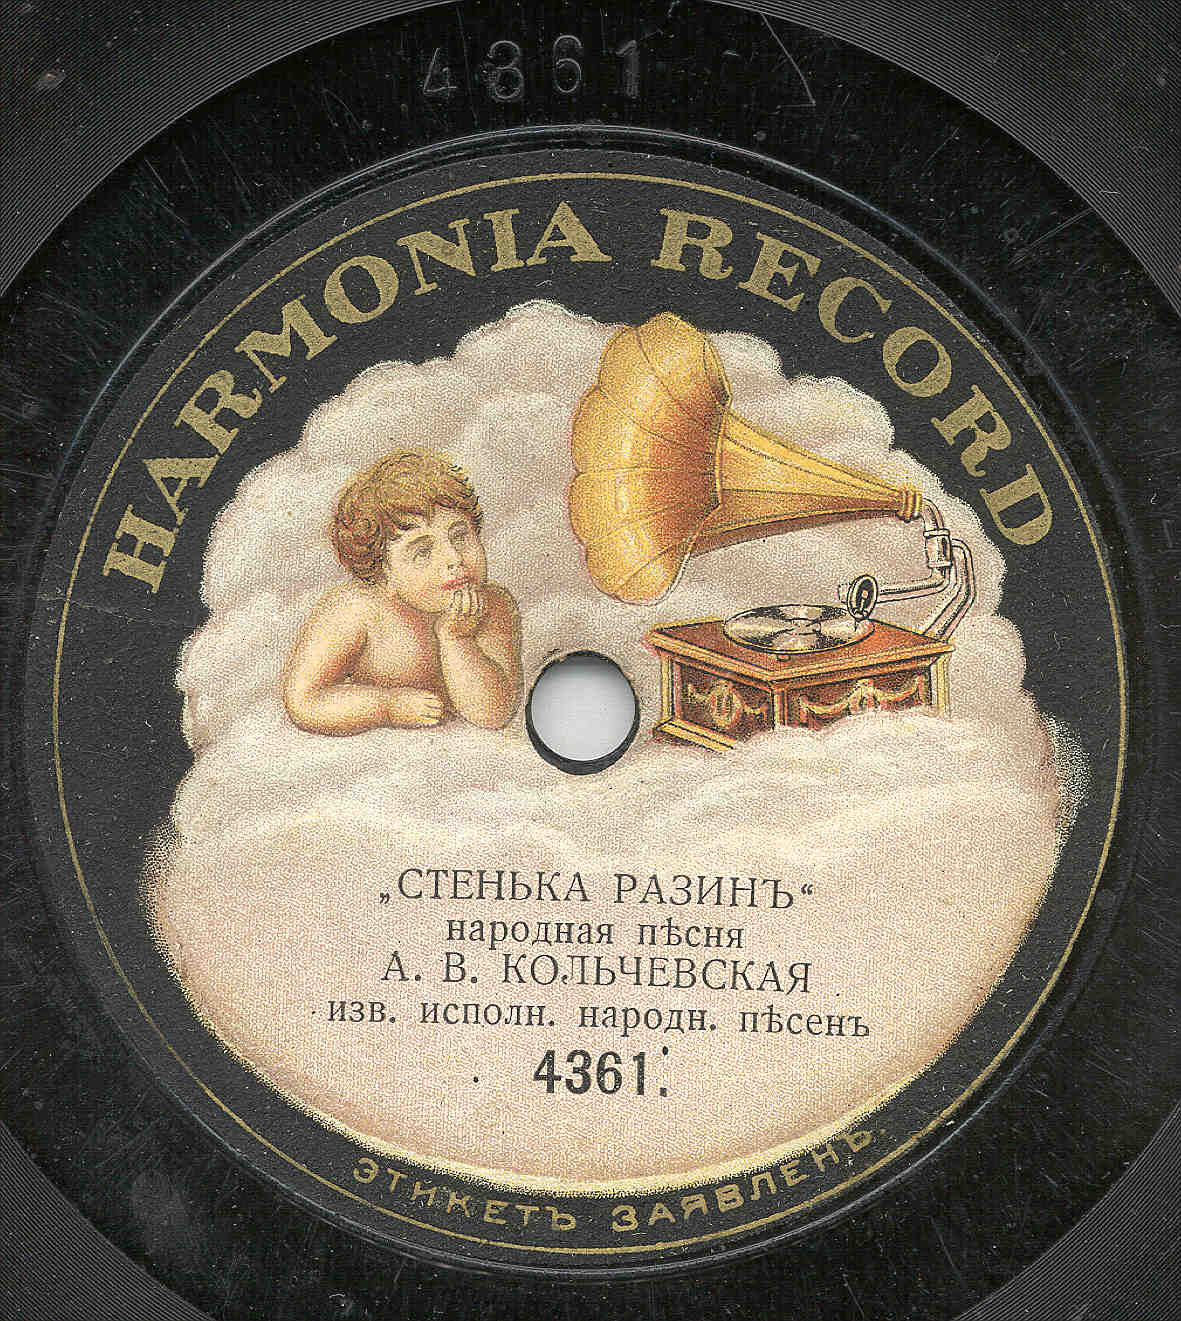 4361
HARMONIA RECORD
„СТЕНЬКА РАЗИНЪ“
народная пѣсня
А. В. КОЛЬЧЕВСКАЯ
изв. исполн. народн. пѣсенъ
4361.
ЭТИКЕТЪ ЗАЯВЛЕНЪ.